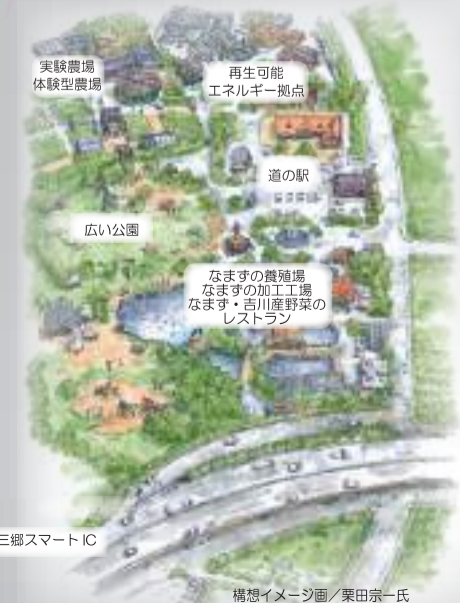 実験農場
体験型農場
再生可能
エネルギー拠点
道の駅
広い公園
なまずの養殖場
なまずの加工工場
なまず・吉川産野菜の
レストラン
三郷スマートIC
構想イメージ画／栗田宗一氏